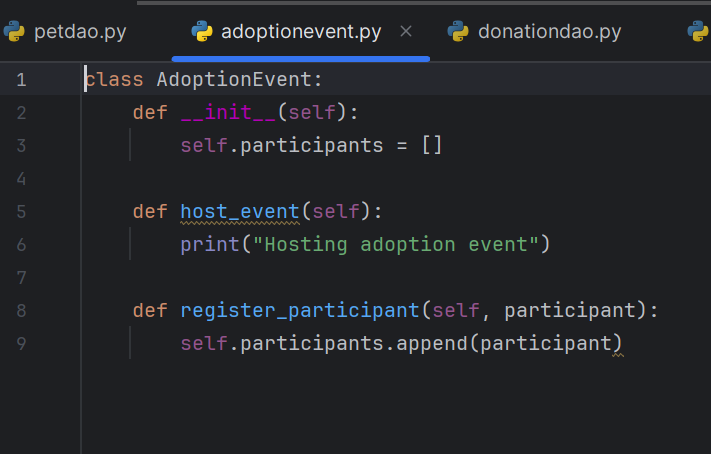 petdao.py adoptionevent.py donationdao.py
1 class AdoptionEvent:
2     def __init__(self):
3         self.participants = []
4
5     def host_event(self):
6         print("Hosting adoption event")
7
8     def register_participant(self, participant):
9         self.participants.append(participant)